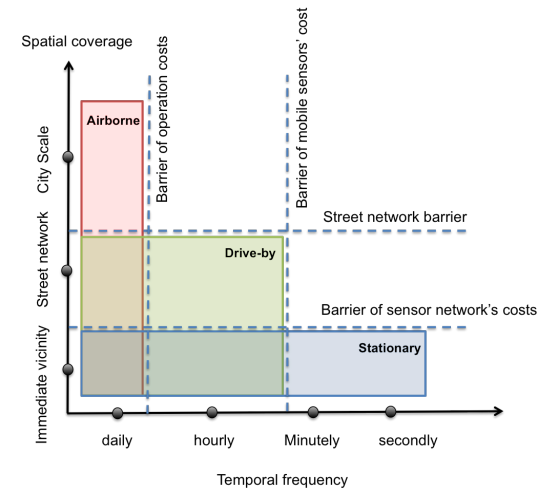 Spatial coverage
Barrier of operation costs
Barrier of mobile sensors' cost
Airborne
City Scale
Street network barrier
Street network
Drive-by
Barrier of sensor network's costs
Immediate vicinity
Stationary
daily
hourly
Minutely
secondly
Temporal frequency